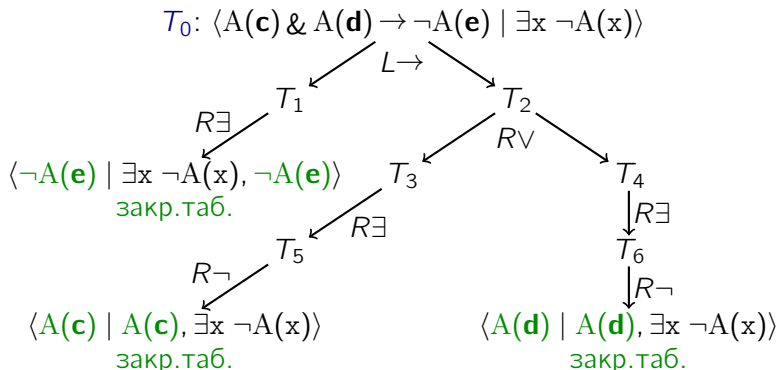 T₀: ⟨A(c) & A(d) → ¬A(e) | ∃x ¬A(x)⟩
L→
T₁ T₂
R∃ R∨
⟨¬A(e) | ∃x ¬A(x), ¬A(e)⟩ T₃ T₄
закр.таб.
R∃ R∃
T₅ T₆
R¬ R¬
⟨A(c) | A(c), ∃x ¬A(x)⟩ ⟨A(d) | A(d), ∃x ¬A(x)⟩
закр.таб. закр.таб.